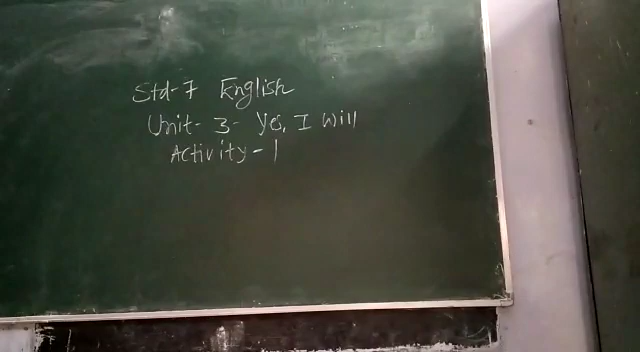 Std-7 English
Unit-3- Yes, I Will
Activity-1